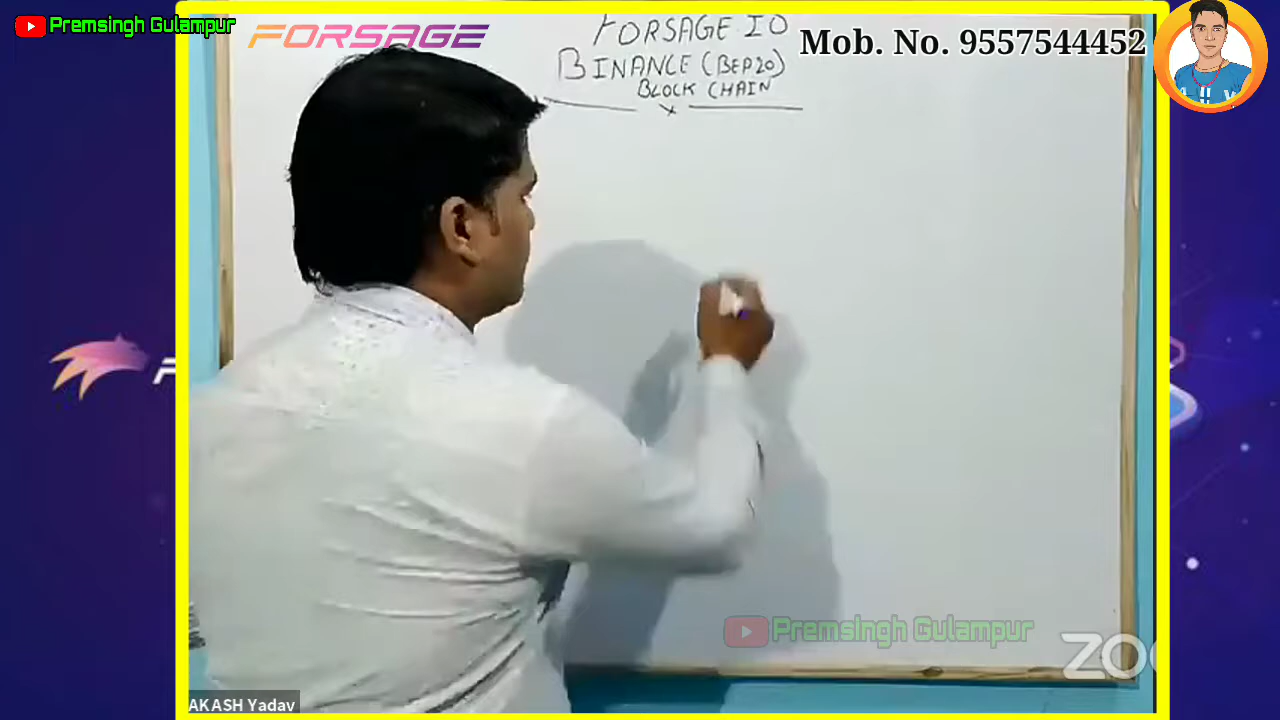 Premsingh Gulampur
FORSAGE
FORSAGE IO
Mob. No. 9557544452
BINANCE (BEP20)
BLOCK CHAIN
x
F
Premsingh Gulampur
ZOO
AKASH Yadav